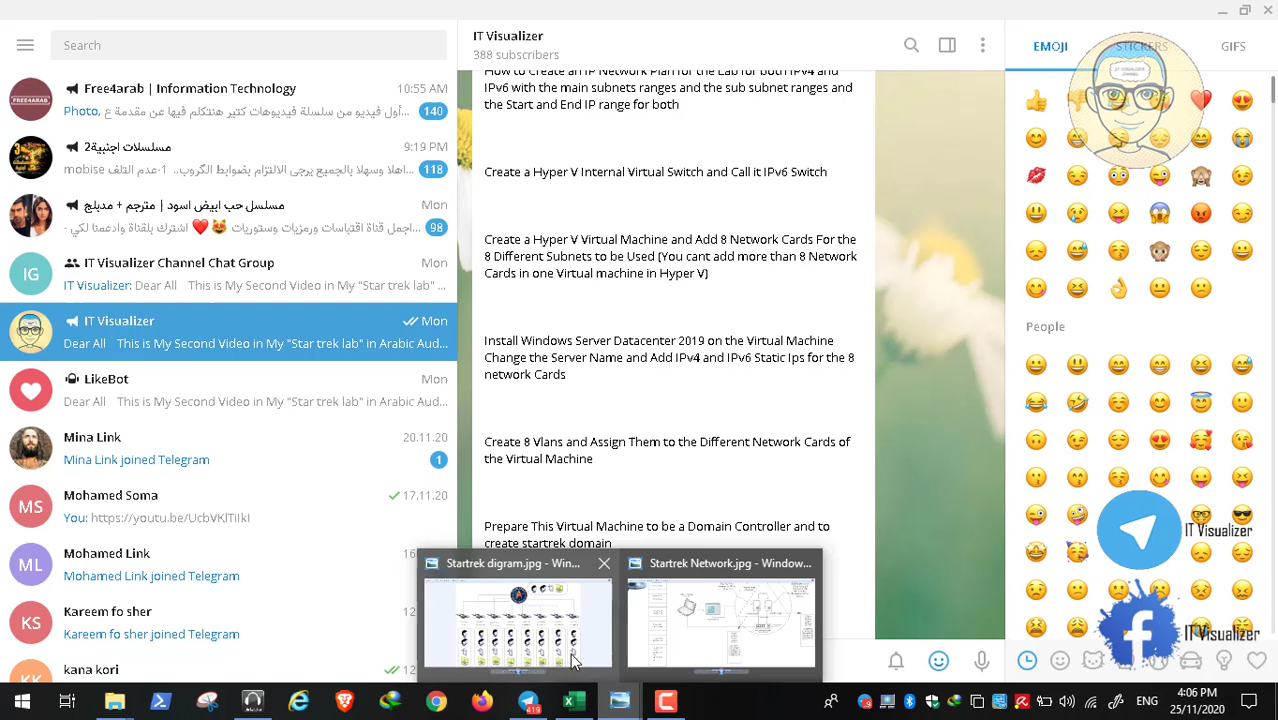 Search
Free4arab | Information Technology
10:55 AM
Photo, أول فيديو من سلسلة فيديوهات كتير هنتكلم فيها عن مقدمة ع...
140
مسلسلات اجنبية2
9:19 PM
اهلا وسهلا بالجميع يرجى الالتزام بضوابط الگروب.. 1-عدم التلف mobise
118
مسلسل حب ابيض اسود | مترجم + مدبلج
Mon
اجمل قناة اقتباسات ورمزيات وستوريات ❤️ 😻 اشترك بلقناة وادعمنا لكي...
98
IG
IT Visualizer Channel Chat Group
Mon
IT Visualizer: Dear All This is My Second Video in My "Star trek lab" ...
IT Visualizer
Mon
Dear All This is My Second Video in My "Star trek lab" in Arabic Aud...
LikeBot
Mon
Dear All This is My Second Video in My "Star trek lab" in Arabic Aud...
Mina Link
20.11.20
Mina Link joined Telegram
1
MS
Mohamed Soma
17.11.20
You:
ML
Mohamed Link
16
Mohamed Link joined Telegram
KS
Kareem fo sher
Kareem fo sher joined Telegram
kana kori
IT Visualizer
388 subscribers
How to Create an IP Network Plan for the Lab for both IPv4 and
IPv6 with the main subnets ranges and the sub subnet ranges and
the Start and End IP range for both
Create a Hyper V Internal Virtual Switch and Call it IPv6 Switch
Create a Hyper V Virtual Machine and Add 8 Network Cards For the
8 Different Subnets to be Used [You cant add more than 8 Network
Cards in one Virtual machine in Hyper V]
Install Windows Server Datacenter 2019 on the Virtual Machine
Change the Server Name and Add IPv4 and IPv6 Static Ips for the 8
network Cards
Create 8 Vlans and Assign Them to the Different Network Cards of
the Virtual Machine
Prepare This Virtual Machine to be a Domain Controller and to
create startrek domain
Startrek digram.jpg - Win...
Startrek Network.jpg - Window...
EMOJI
STICKERS
GIFS
IT VISUALIZER
CHANNEL
People
IT Visualizer
IT Visualizer
419
ENG
4:06 PM
25/11/2020